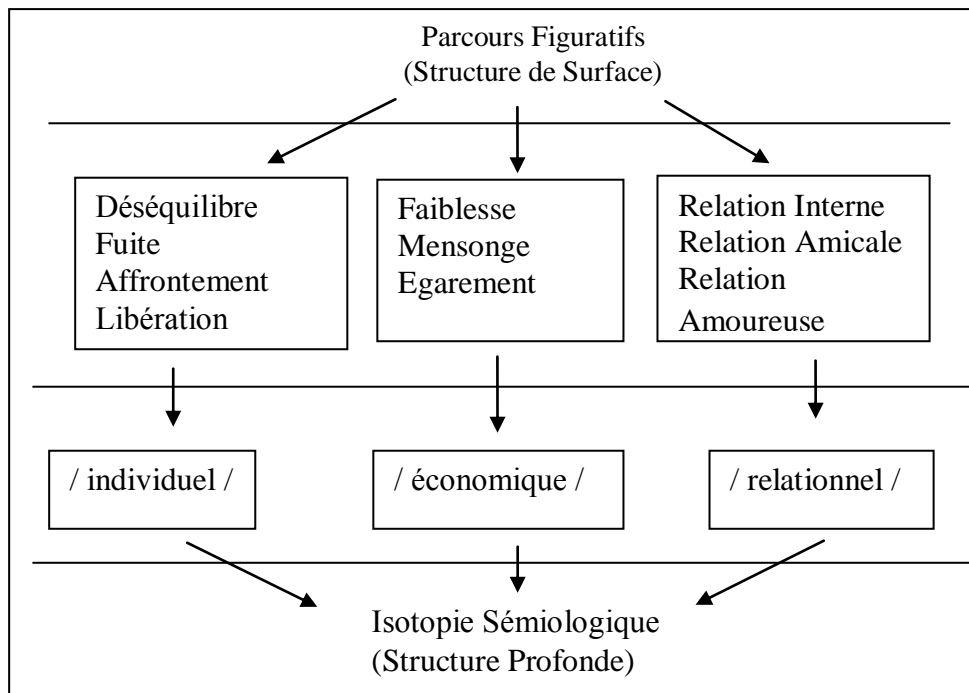 Parcours Figuratifs
(Structure de Surface)
Déséquilibre
Fuite
Affrontement
Libération
Faiblesse
Mensonge
Egarement
Relation Interne
Relation Amicale
Relation
Amoureuse
/ individuel /
/ économique /
/ relationnel /
Isotopie Sémiologique
(Structure Profonde)